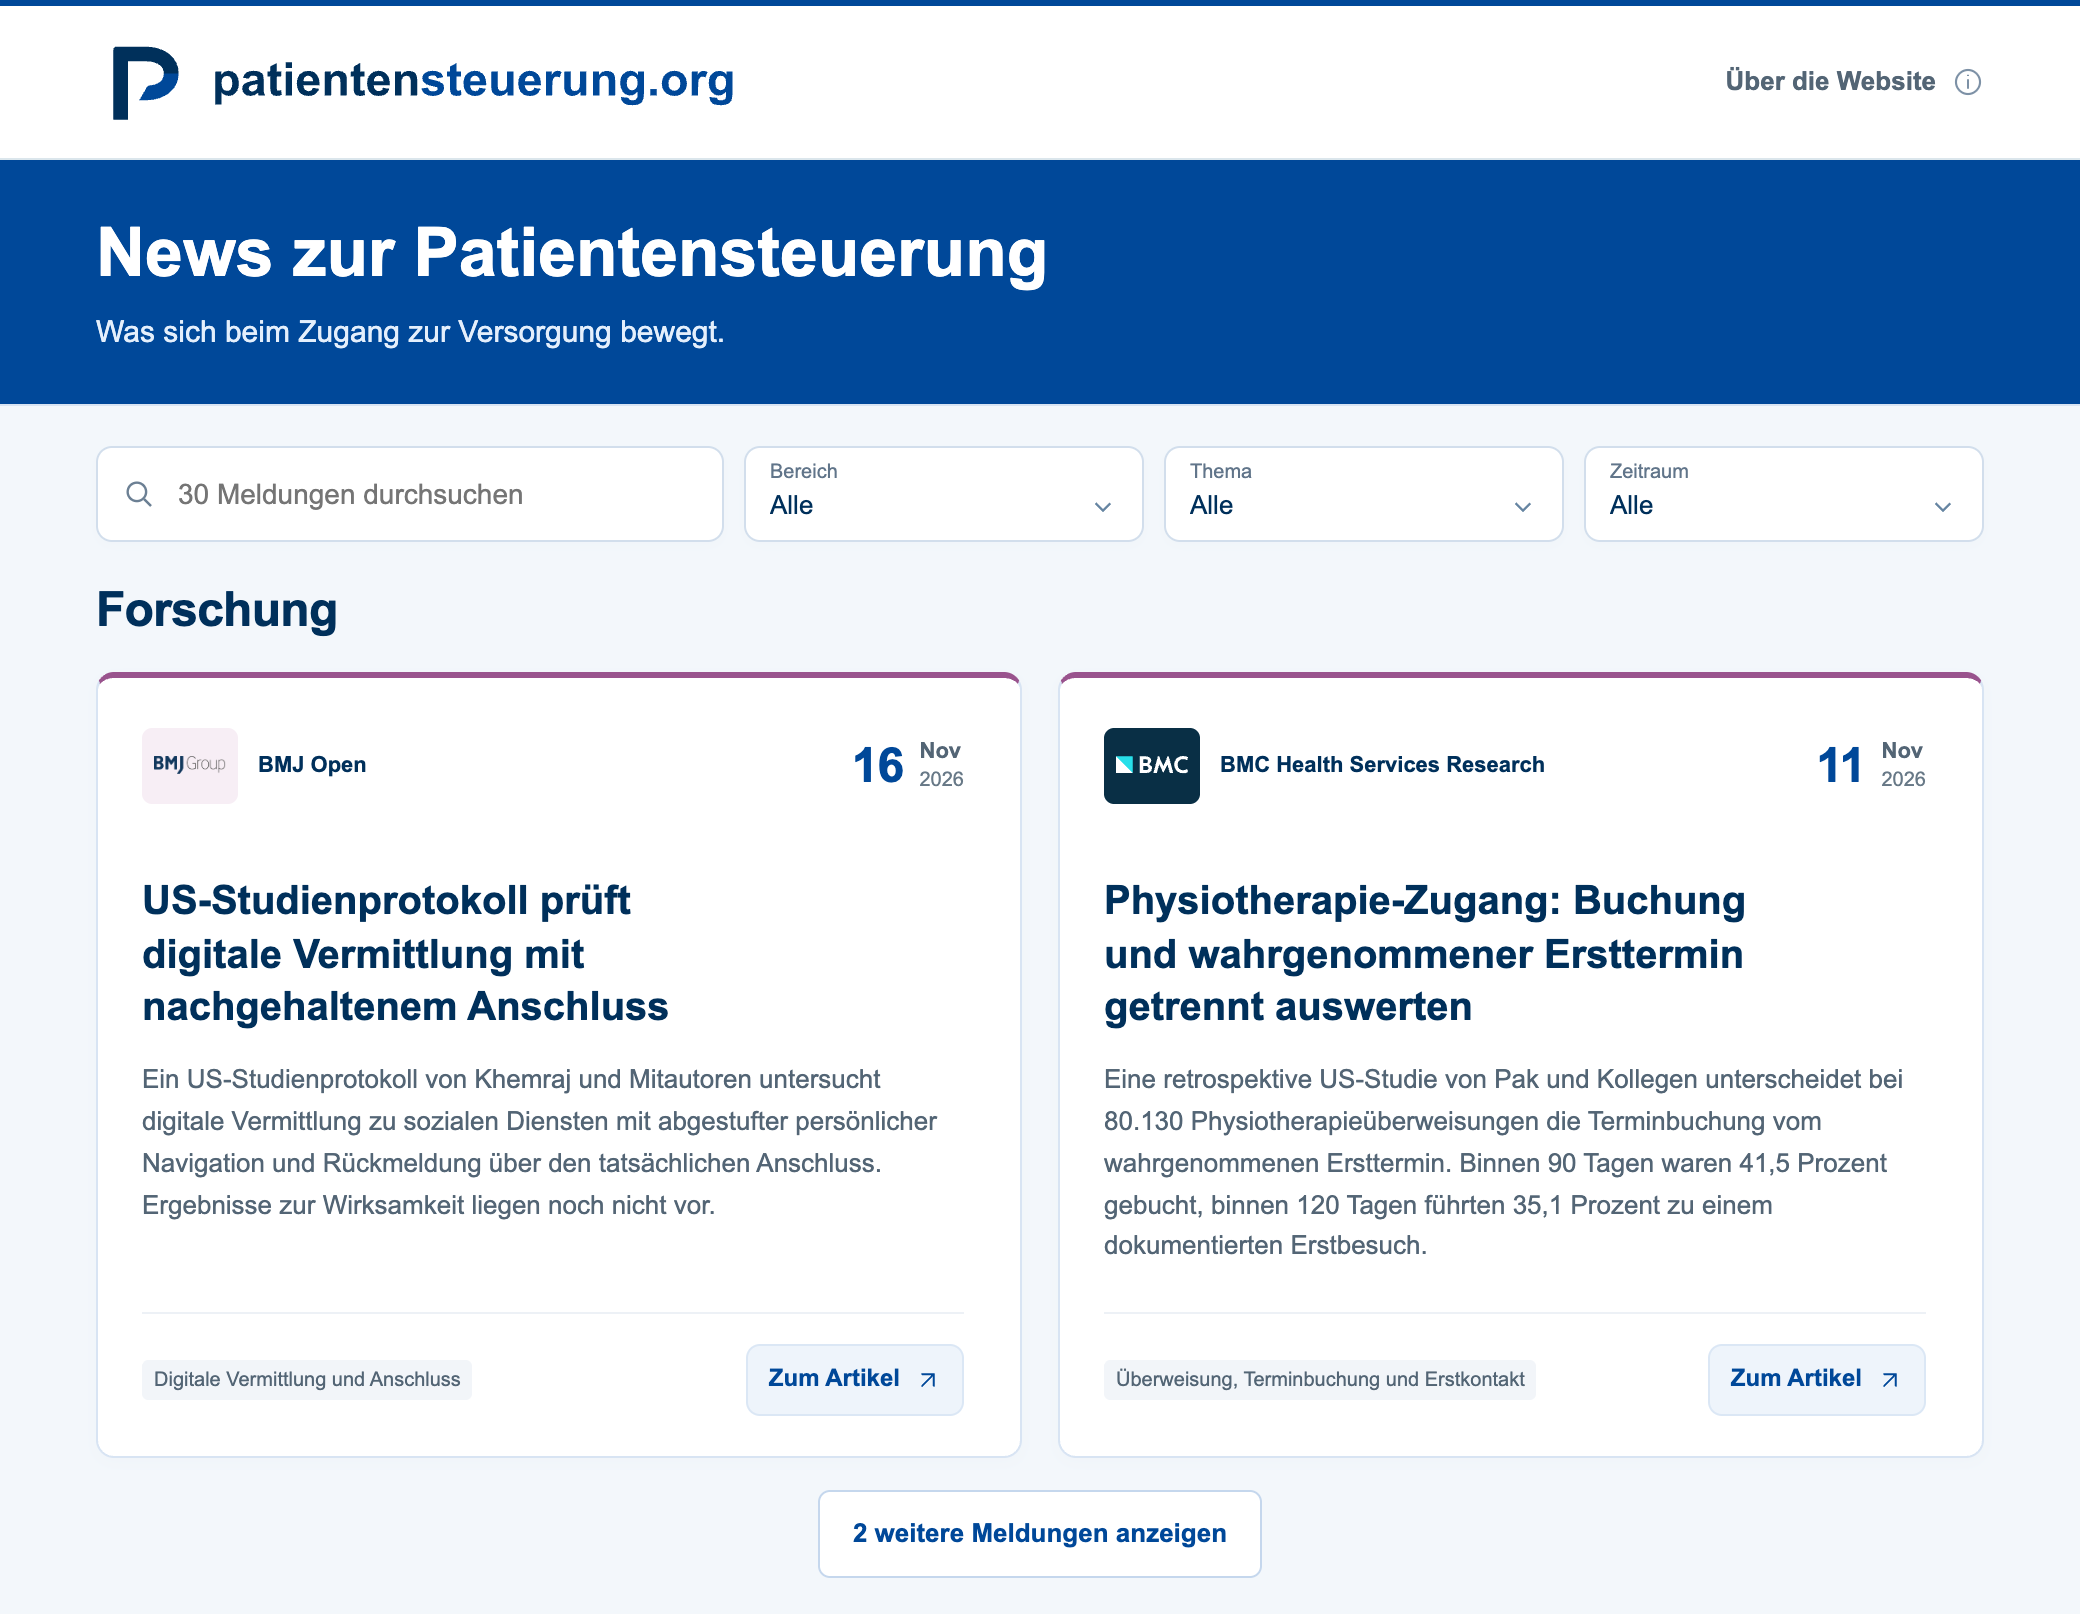 patientensteuerung.org
Über die Website
News zur Patientensteuerung
Was sich beim Zugang zur Versorgung bewegt.
30 Meldungen durchsuchen
Bereich
Alle
Thema
Alle
Zeitraum
Alle
Forschung
BMJ Group
BMJ Open
16
Nov
2026
US-Studienprotokoll prüft
digitale Vermittlung mit
nachgehaltenem Anschluss
Ein US-Studienprotokoll von Khemraj und Mitautoren untersucht
digitale Vermittlung zu sozialen Diensten mit abgestufter persönlicher
Navigation und Rückmeldung über den tatsächlichen Anschluss.
Ergebnisse zur Wirksamkeit liegen noch nicht vor.
Digitale Vermittlung und Anschluss
Zum Artikel
BMC
BMC Health Services Research
11
Nov
2026
Physiotherapie-Zugang: Buchung
und wahrgenommener Ersttermin
getrennt auswerten
Eine retrospektive US-Studie von Pak und Kollegen unterscheidet bei
80.130 Physiotherapieüberweisungen die Terminbuchung vom
wahrgenommenen Ersttermin. Binnen 90 Tagen waren 41,5 Prozent
gebucht, binnen 120 Tagen führten 35,1 Prozent zu einem
dokumentierten Erstbesuch.
Überweisung, Terminbuchung und Erstkontakt
Zum Artikel
2 weitere Meldungen anzeigen